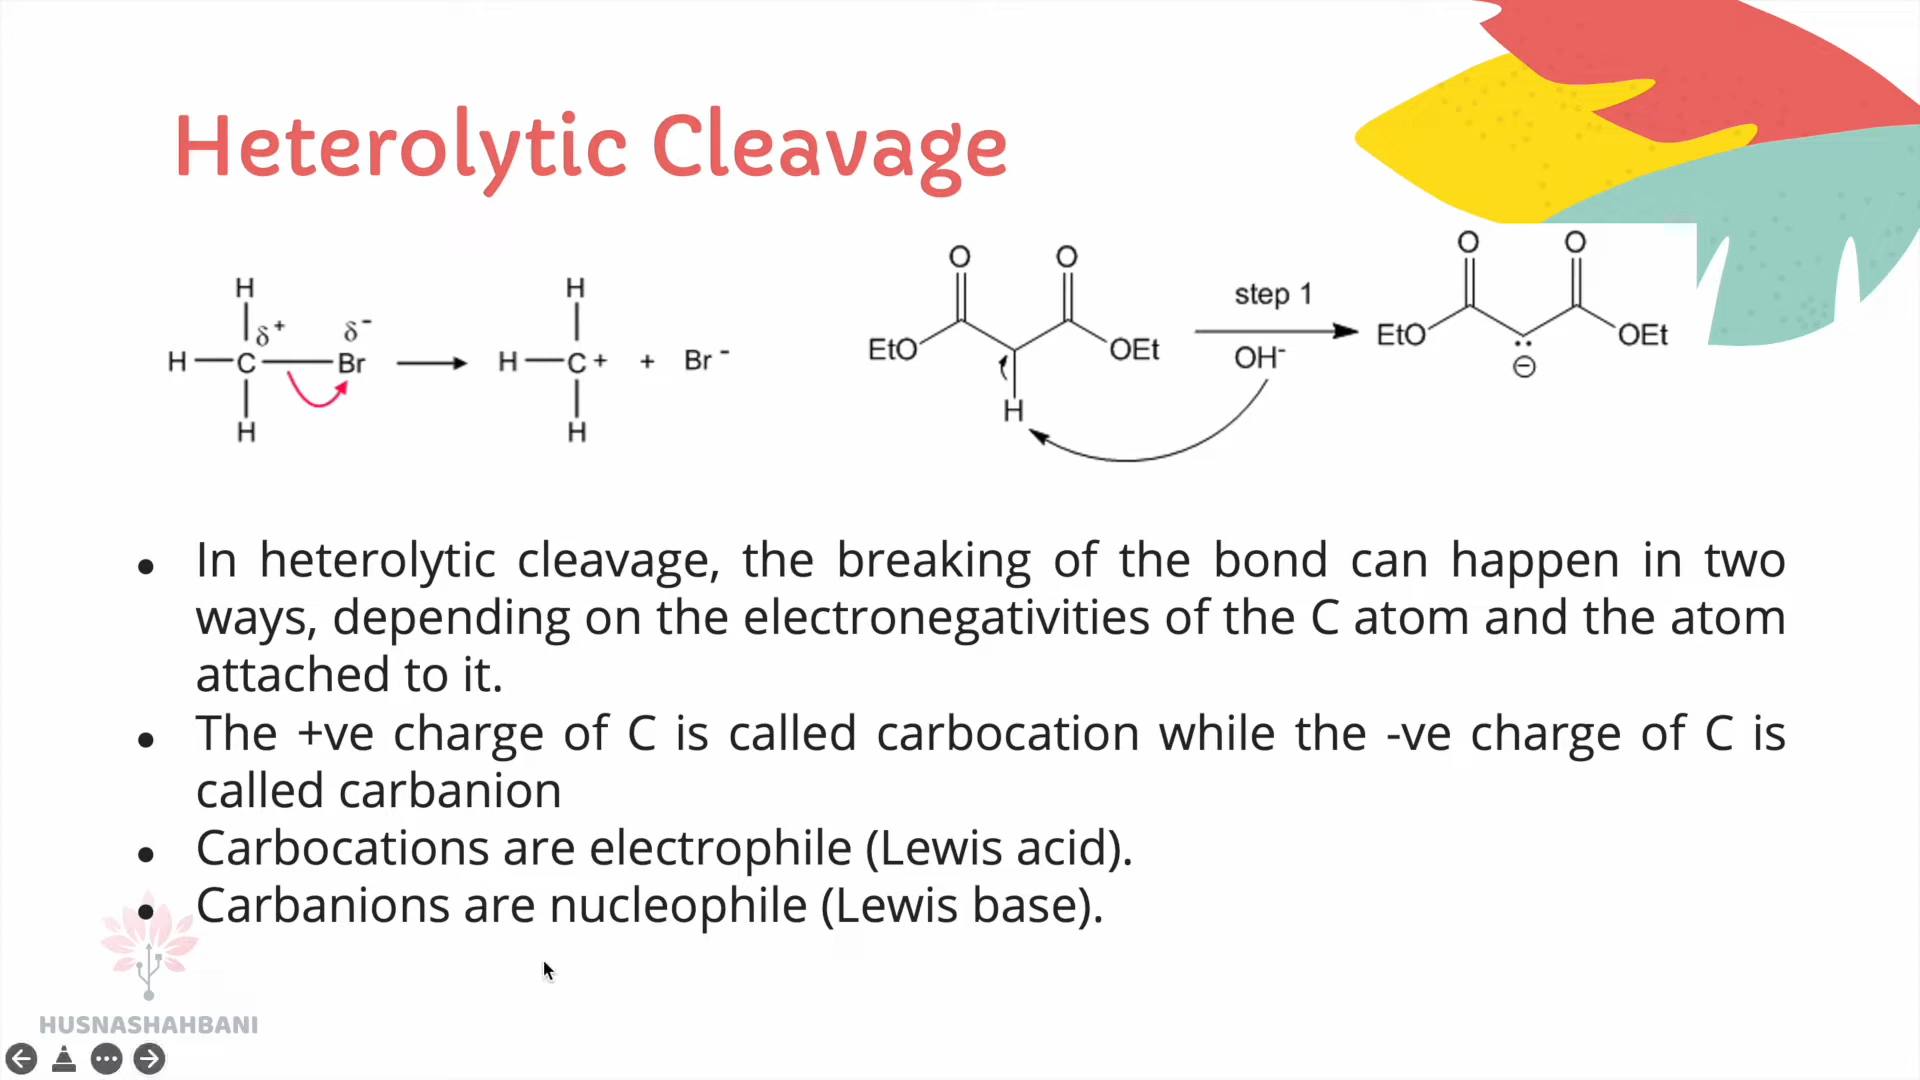 Heterolytic Cleavage
H
δ+ δ-
H C Br
H
H
H C + + Br -
H
O O
EtO OEt
H
step 1
OH-
O O
EtO OEt
..
⊖
• In heterolytic cleavage, the breaking of the bond can happen in two
ways, depending on the electronegativities of the C atom and the atom
attached to it.
• The +ve charge of C is called carbocation while the -ve charge of C is
called carbanion
• Carbocations are electrophile (Lewis acid).
• Carbanions are nucleophile (Lewis base).
HUSNASHAHBANI